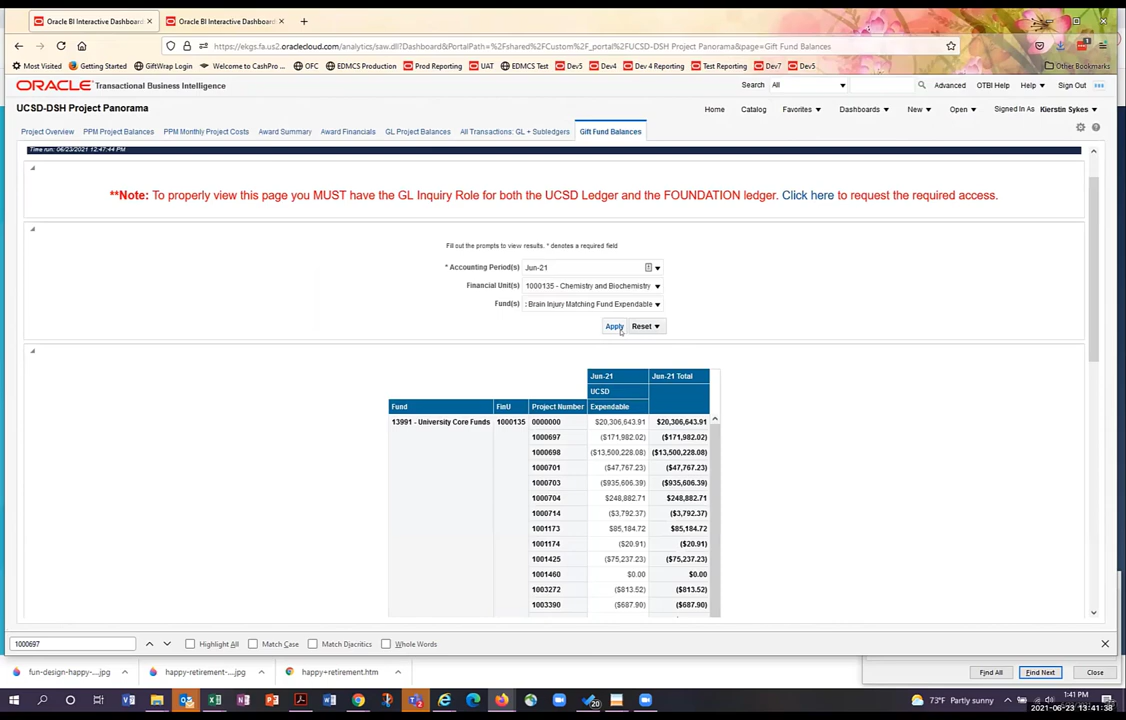 Oracle BI Interactive Dashboard
Oracle BI Interactive Dashboard
https://ekgs.fa.us2.oraclecloud.com/analytics/saw.dll?Dashboard&PortalPath=%2Fshared%2FCustom%2F_portal%2FUCSD-DSH Project Panorama&page=Gift Fund Balances
Most Visited Getting Started GiftWrap Login Welcome to CashPro ... OFC EDMCS Production Prod Reporting UAT EDMCS Test Dev5 Dev4 Dev 4 Reporting Test Reporting Dev7 Dev5 Other Bookmarks
ORACLE Transactional Business Intelligence Search All Advanced OTBI Help Help Sign Out
UCSD-DSH Project Panorama Home Catalog Favorites Dashboards New Open Signed In As Kierstin Sykes
Project Overview PPM Project Balances PPM Monthly Project Costs Award Summary Award Financials GL Project Balances All Transactions: GL + Subledgers Gift Fund Balances
Time run: 06/23/2021 12:47:44 PM
**Note: To properly view this page you MUST have the GL Inquiry Role for both the UCSD Ledger and the FOUNDATION ledger. Click here to request the required access.
Fill out the prompts to view results. * denotes a required field
* Accounting Period(s) Jun-21
Financial Unit(s) 1000135 - Chemistry and Biochemistry
Fund(s) : Brain Injury Matching Fund Expendable
Apply Reset
Jun-21 Jun-21 Total
UCSD
Fund FinU Project Number Expendable
13991 - University Core Funds 1000135 0000000 $20,306,643.91 $20,306,643.91
1000697 ($171,982.02) ($171,982.02)
1000698 ($13,500,228.08) ($13,500,228.08)
1000701 ($47,767.23) ($47,767.23)
1000703 ($935,606.39) ($935,606.39)
1000704 $248,882.71 $248,882.71
1000714 ($3,792.37) ($3,792.37)
1001173 $85,184.72 $85,184.72
1001174 ($20.91) ($20.91)
1001425 ($75,237.23) ($75,237.23)
1001460 $0.00 $0.00
1003272 ($813.52) ($813.52)
1003390 ($687.90) ($687.90)
1000697 Highlight All Match Case Match Diacritics Whole Words
fun-design-happy-....jpg happy-retirement-....jpg happy+retirement.htm Find All Find Next Close
20 73°F Partly sunny 1:41 PM
2021-06-23 13:41:38